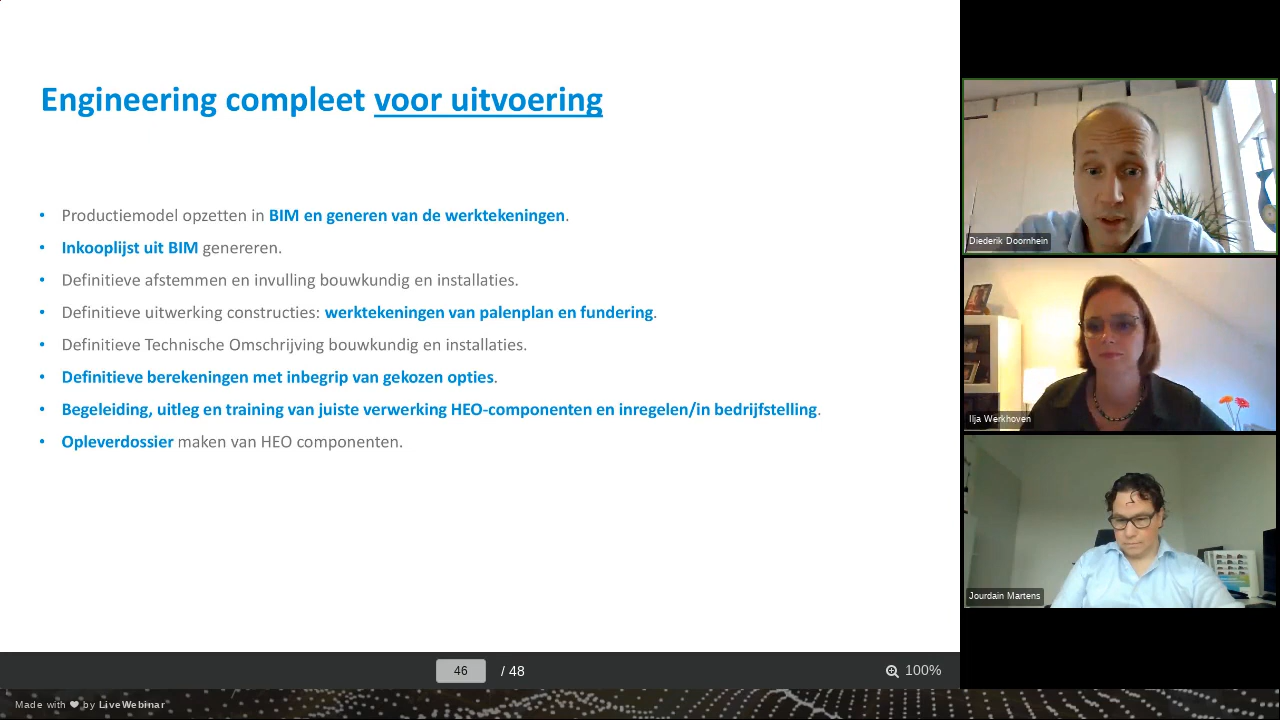 Engineering compleet voor uitvoering
• Productiemodel opzetten in BIM en generen van de werktekeningen.
• Inkooplijst uit BIM genereren.
• Definitieve afstemmen en invulling bouwkundig en installaties.
• Definitieve uitwerking constructies: werktekeningen van palenplan en fundering.
• Definitieve Technische Omschrijving bouwkundig en installaties.
• Definitieve berekeningen met inbegrip van gekozen opties.
• Begeleiding, uitleg en training van juiste verwerking HEO-componenten en inregelen/in bedrijfstelling.
• Opleverdossier maken van HEO componenten.
Diederik Doornhein
Ilja Werkhoven
Jourdain Martens
46 / 48
100%
Made with ❤ by LiveWebinar